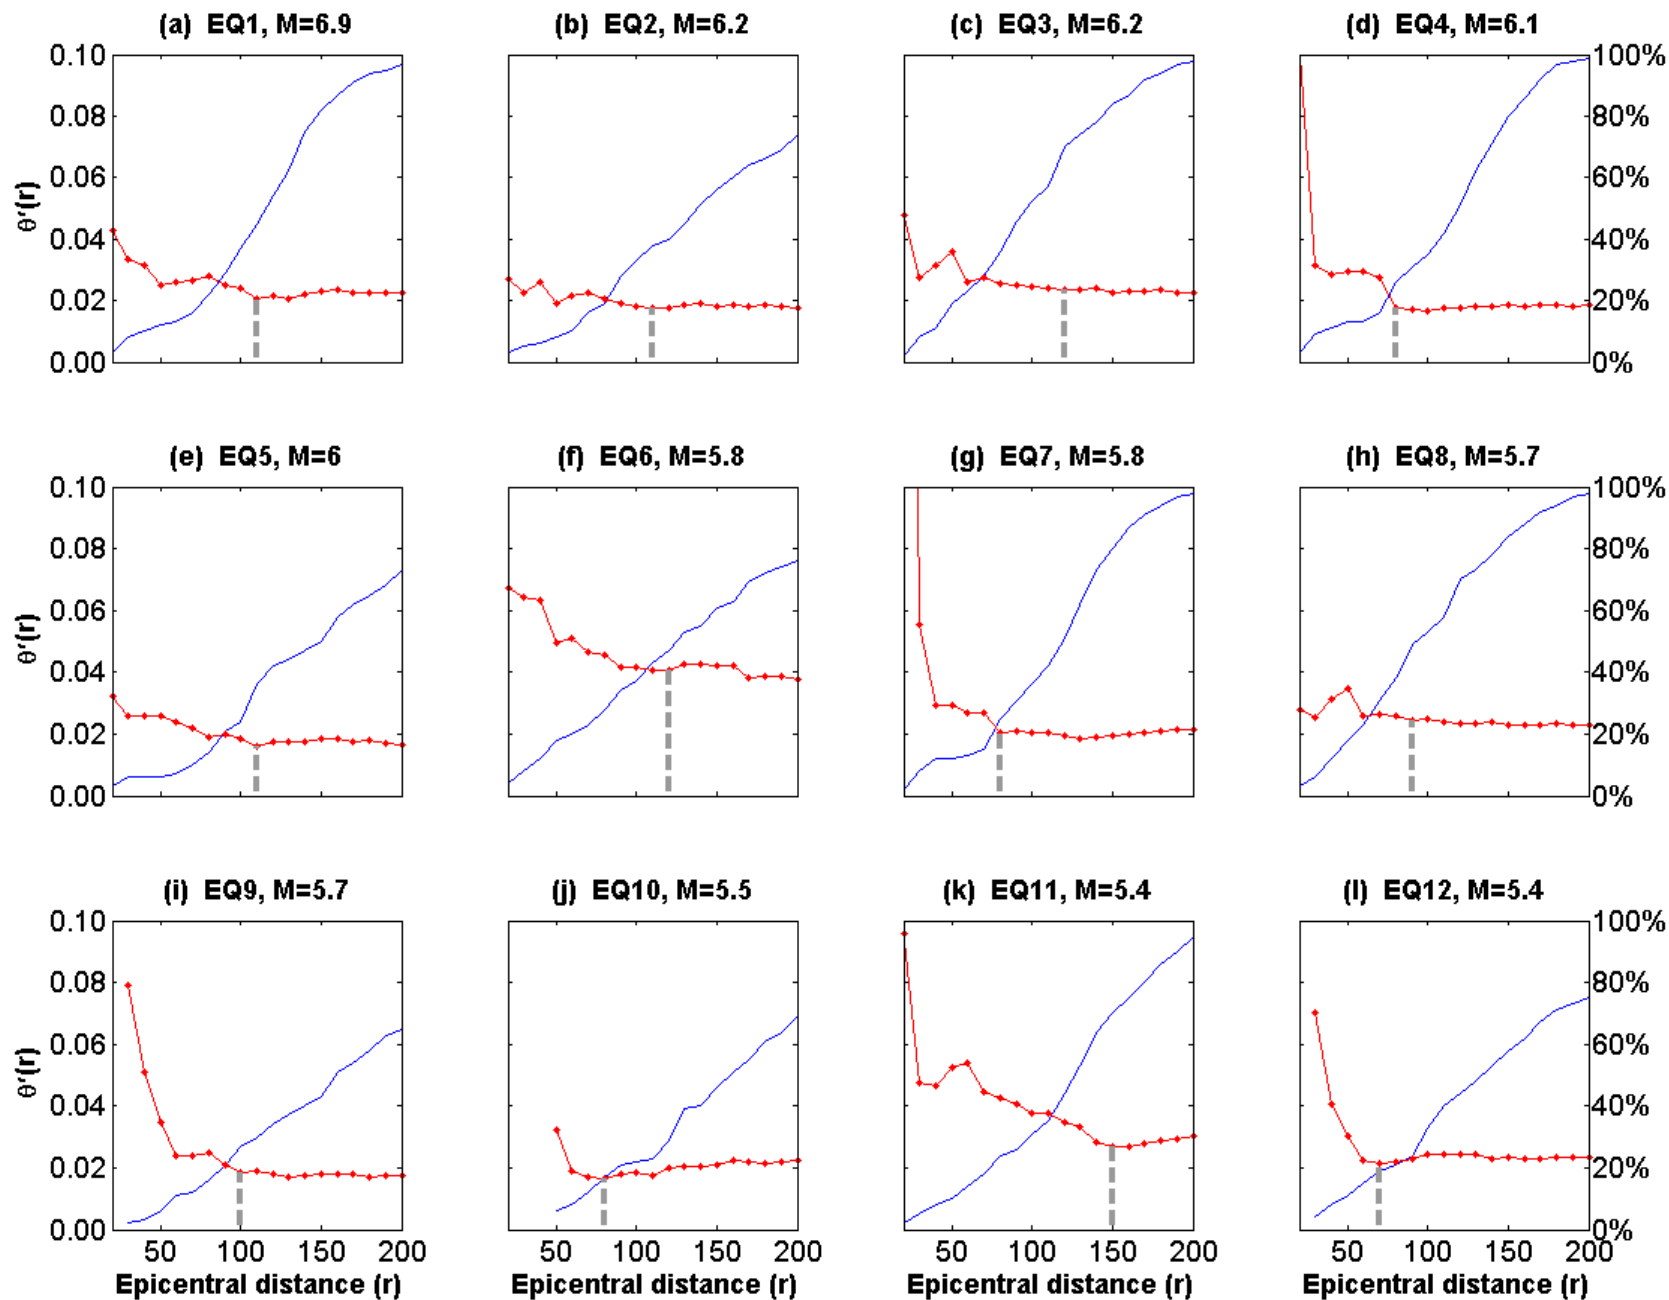 (a) EQ1, M=6.9
(b) EQ2, M=6.2
(c) EQ3, M=6.2
(d) EQ4, M=6.1
0.10
0.08
0.06
0.04
0.02
0.00
θ'(r)
100%
80%
60%
40%
20%
0%
(e) EQ5, M=6
(f) EQ6, M=5.8
(g) EQ7, M=5.8
(h) EQ8, M=5.7
0.10
0.08
0.06
0.04
0.02
0.00
θ'(r)
100%
80%
60%
40%
20%
0%
(i) EQ9, M=5.7
(j) EQ10, M=5.5
(k) EQ11, M=5.4
(l) EQ12, M=5.4
0.10
0.08
0.06
0.04
0.02
0.00
θ'(r)
100%
80%
60%
40%
20%
0%
50 100 150 200
50 100 150 200
50 100 150 200
50 100 150 200
Epicentral distance (r)
Epicentral distance (r)
Epicentral distance (r)
Epicentral distance (r)